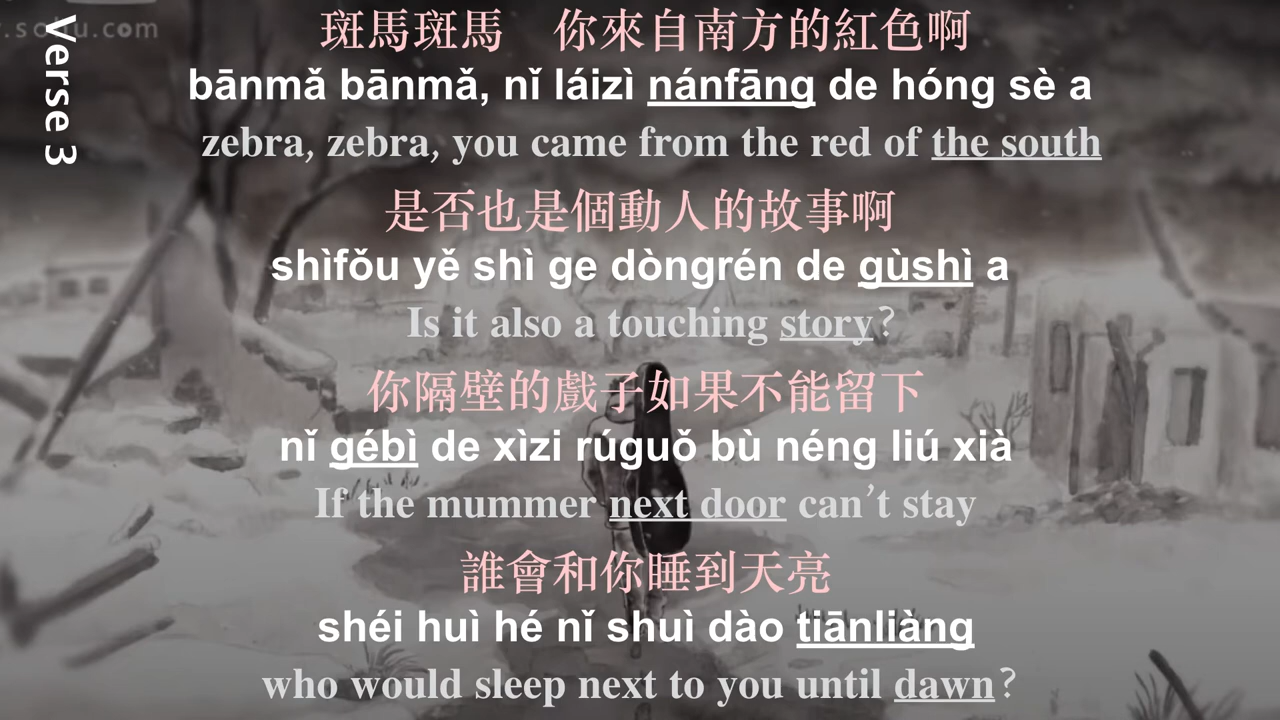 .sohu.com
Verse 3
斑馬斑馬　你來自南方的紅色啊
bānmǎ bānmǎ, nǐ láizì nánfāng de hóng sè a
zebra, zebra, you came from the red of the south
是否也是個動人的故事啊
shìfǒu yě shì ge dòngrén de gùshì a
Is it also a touching story?
你隔壁的戲子如果不能留下
nǐ gébì de xìzi rúguǒ bù néng liú xià
If the mummer next door can't stay
誰會和你睡到天亮
shéi huì hé nǐ shuì dào tiānliàng
who would sleep next to you until dawn?